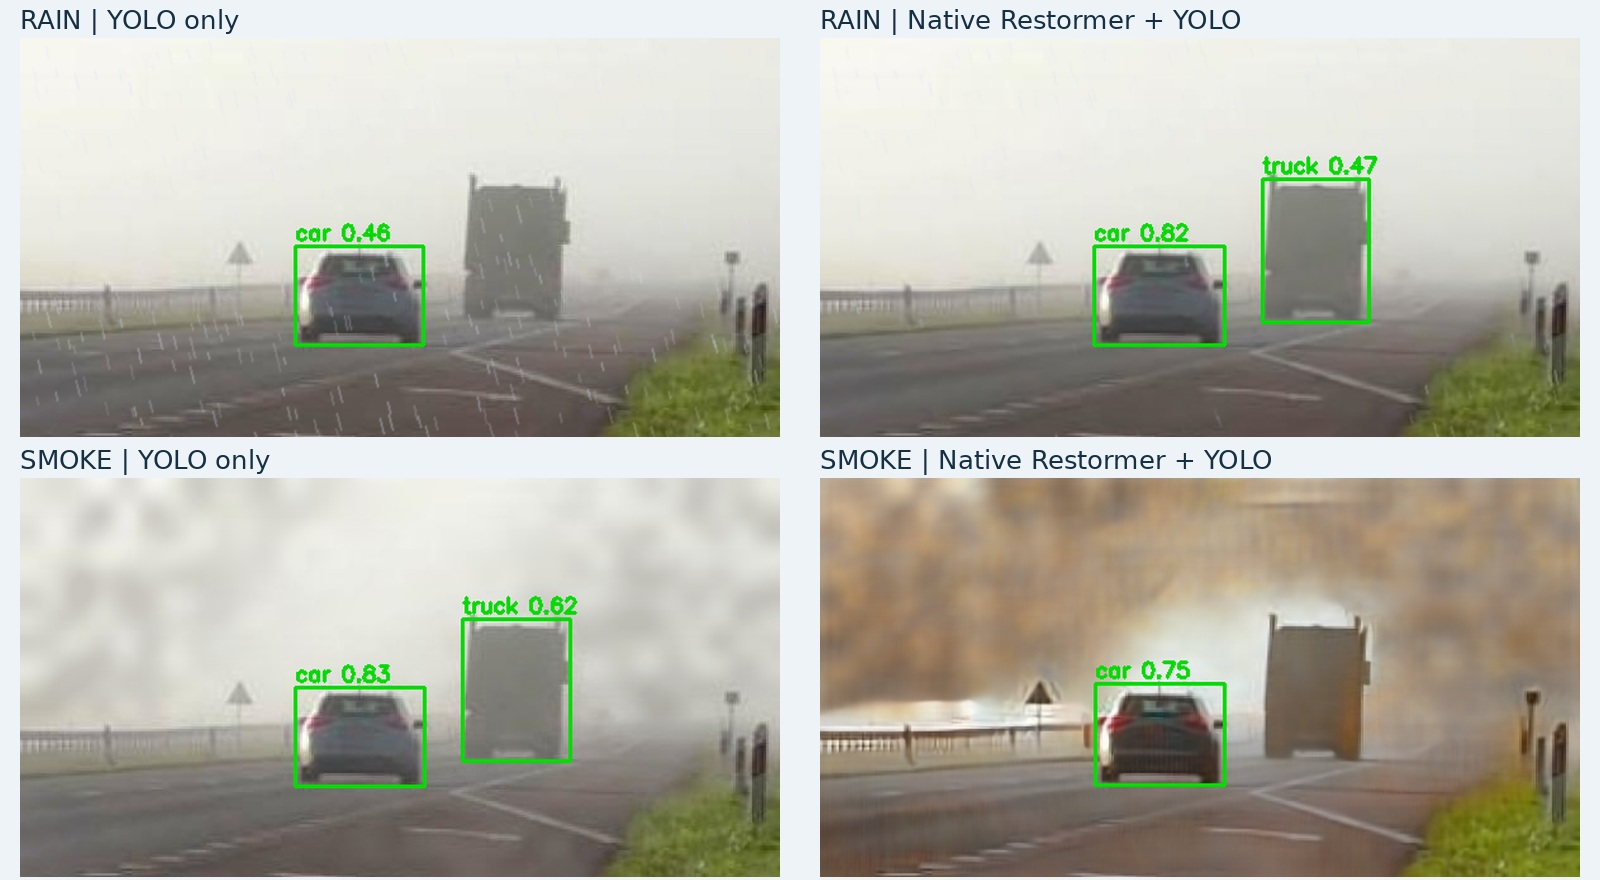 RAIN | YOLO only
car 0.46
RAIN | Native Restormer + YOLO
truck 0.47
car 0.82
SMOKE | YOLO only
truck 0.62
car 0.83
SMOKE | Native Restormer + YOLO
car 0.75